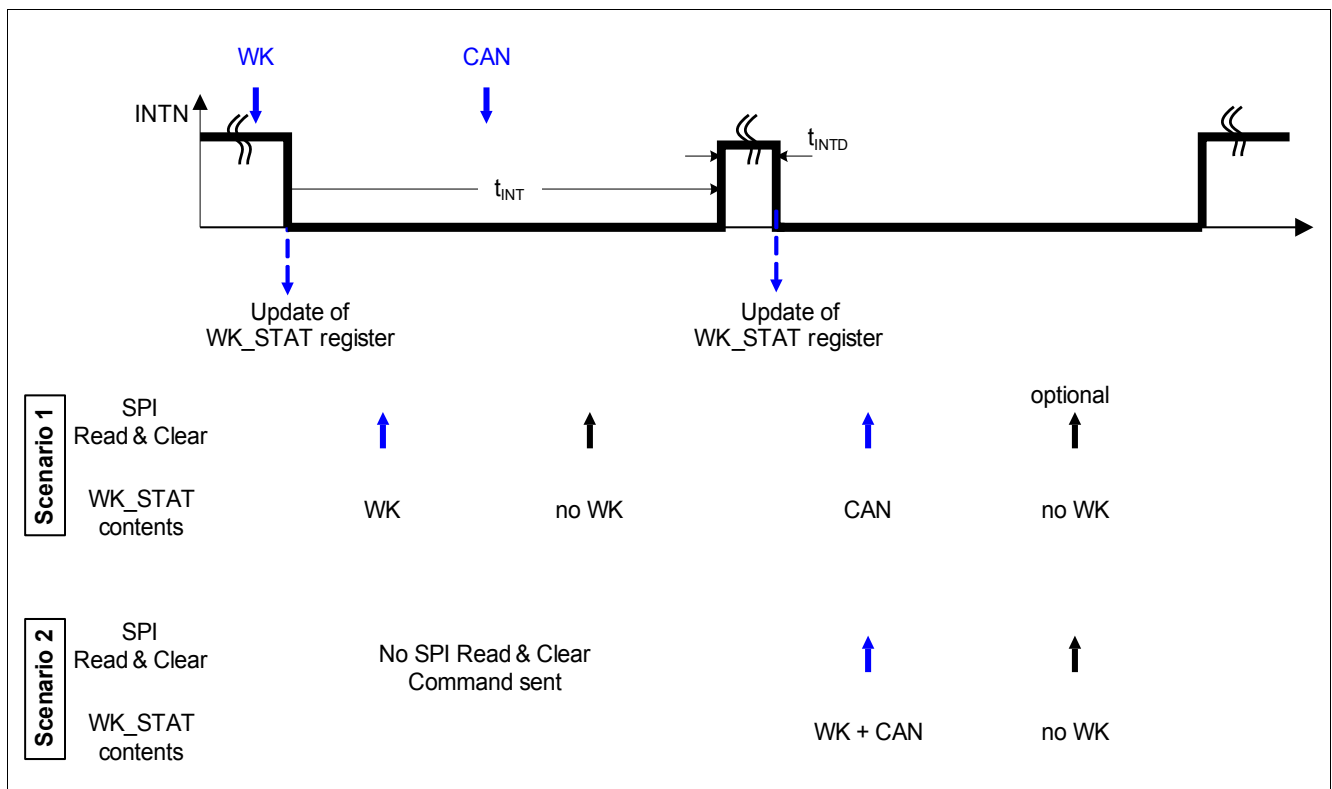 WK
CAN
INTN
tINTD
tINT
Update of
WK_STAT register
Update of
WK_STAT register
Scenario 1
SPI
Read & Clear
optional
WK_STAT
contents
WK
no WK
CAN
no WK
Scenario 2
SPI
Read & Clear
No SPI Read & Clear
Command sent
WK_STAT
contents
WK + CAN
no WK